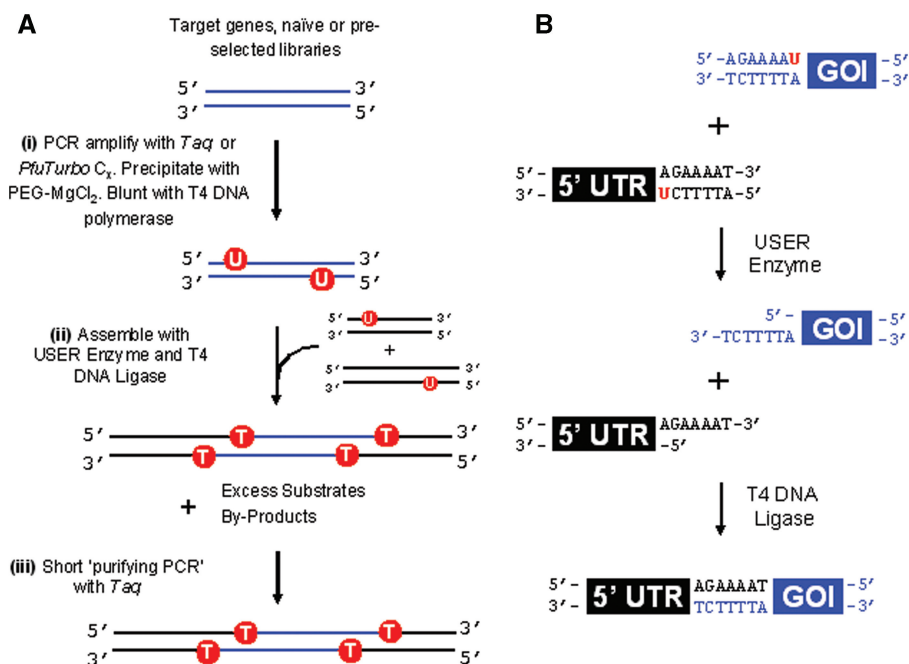 A
Target genes, naïve or pre-
selected libraries
5′ 3′
3′ 5′
(i) PCR amplify with Taq or
PfuTurbo Cx. Precipitate with
PEG-MgCl2. Blunt with T4 DNA
polymerase
5′ U 3′
3′ U 5′
(ii) Assemble with
USER Enzyme and T4
DNA Ligase
5′ U 3′
3′ 5′
+
5′ 3′
3′ U 5′
5′ T T 3′
3′ T T 5′
+ Excess Substrates
By-Products
(iii) Short 'purifying PCR'
with Taq
5′ T T 3′
3′ T T 5′
B
5′ -AGAAAAU GOI -5′
3′ -TCTTTTA -3′
+
5′ - 5′ UTR AGAAAAT-3′
3′ - UCTTTTA-5′
USER
Enzyme
5′ - GOI -5′
3′ -TCTTTTA -3′
+
5′ - 5′ UTR AGAAAAT-3′
3′ - -5′
T4 DNA
Ligase
5′ - 5′ UTR AGAAAAT GOI -5′
3′ - TCTTTTA -3′